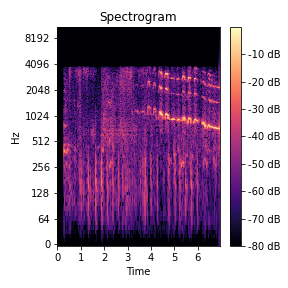 Spectrogram
8192
4096
2048
1024
512
256
128
64
0
Hz
0 1 2 3 4 5 6
Time
-10 dB
-20 dB
-30 dB
-40 dB
-50 dB
-60 dB
-70 dB
-80 dB